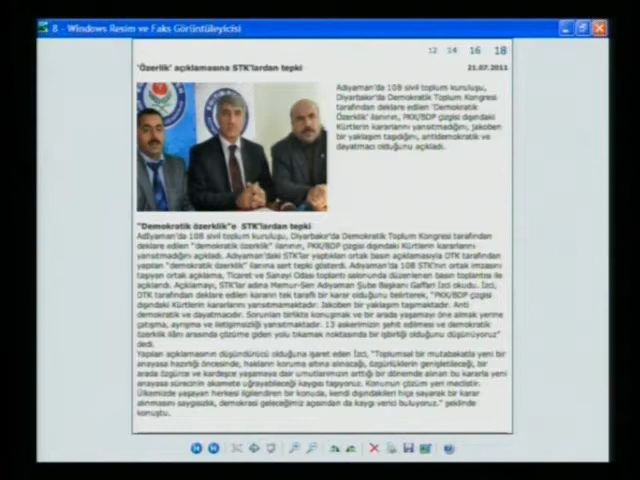 8 - Windows Resim ve Faks Görüntüleyicisi
12 14 16 18
'Özerlik' açıklamasına STK'lardan tepki 21.07.2011
Adıyaman'da 108 sivil toplum kuruluşu,
Diyarbakır'da Demokratik Toplum Kongresi
tarafından deklare edilen 'Demokratik
Özerklik' ilanının, PKK/BDP çizgisi dışındaki
Kürtlerin kararlarını yansıtmadığını, jakoben
bir yaklaşım taşıdığını, antidemokratik ve
dayatmacı olduğunu açıkladı.
"Demokratik özerklik"e STK'lardan tepki
Adıyaman'da 108 sivil toplum kuruluşu, Diyarbakır'da Demokratik Toplum Kongresi tarafından
deklare edilen "demokratik özerklik" ilanının, PKK/BDP çizgisi dışındaki Kürtlerin kararlarını
yansıtmadığını açıkladı. Adıyaman'daki STK'lar yaptıkları ortak basın açıklamasıyla DTK tarafından
yapılan "demokratik özerklik" ilanına sert tepki gösterdi. Adıyaman'da 108 STK'nın ortak imzasını
taşıyan ortak açıklama, Ticaret ve Sanayi Odası toplantı salonunda düzenlenen basın toplantısı ile
açıklandı. Açıklamayı, STK'lar adına Memur-Sen Adıyaman Şube Başkanı Gaffari İzci okudu. İzci,
DTK tarafından deklare edilen kararın tek taraflı bir karar olduğunu belirterek, "PKK/BDP çizgisi
dışındaki Kürtlerin kararlarını yansıtmamaktadır. Jakoben bir yaklaşım taşımaktadır. Anti
demokratik ve dayatmacıdır. Sorunları birlikte konuşmak ve bir arada yaşamayı öne almak yerine
çatışma, ayrışma ve iletişimsizliği yansıtmaktadır. 13 askerimizin şehit edilmesi ve demokratik
özerklik ilânı arasında çözüme giden yolu tıkamak noktasında bir işbirliği olduğunu düşünüyoruz"
dedi.
Yapılan açıklamasının düşündürücü olduğuna işaret eden İzci, "Toplumsal bir mutabakatla yeni bir
anayasa hazırlığı öncesinde, hakların koruma altına alınacağı, özgürlüklerin genişletileceği, bir
arada özgürce ve kardeşçe yaşamaya dair umutlarımızın arttığı bir dönemde alınan bu kararla yeni
anayasa sürecinin akamete uğrayabileceği kaygısı taşıyoruz. Konunun çözüm yeri meclistir.
Ülkemizde yaşayan herkesi ilgilendiren bir konuda, kendi dışındakileri hiçe sayarak bir karar
alınmasını saygısızlık, demokrasi geleceğimiz açısından da kaygı verici buluyoruz." şeklinde
konuştu.